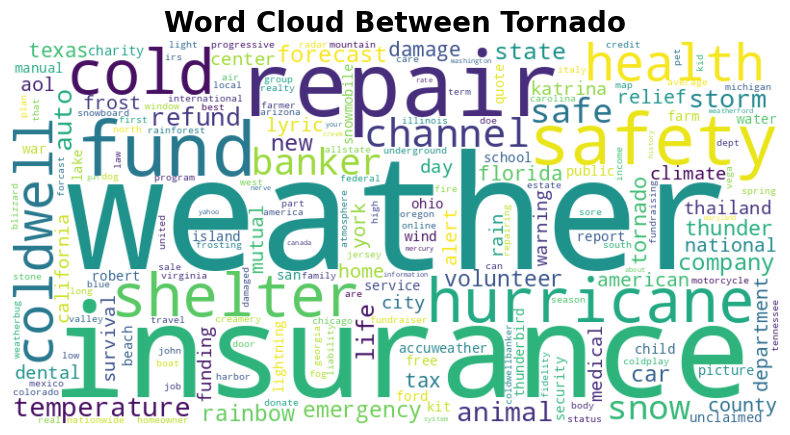 Word Cloud Between Tornado
texas charity light progressive radar mountain credit
irs forecast damage state
manual center air care pet kid
aol cold repair quote italy health
local group realty rate term washington map average
plan that frost international snowmobile katrina michigan
war window farmer carolina relief storm
auto snowboard best arizona safe
first refund lyric channel farm water
north rainforest new your illinois doe safety
lake law creek allstate school weatherford dept
forcast fund banker underground day public climate
paydog program west federal florida income vega history spring
coldwell nerve fire estate
weather
blizzard united part america high ohio sore thailand
yahoo island york oregon wind alert rain warning tornado fundraising thunder
frosting mutual atmosphere online repairing report south national
california canada jersey mercury maryland
stone robert san home information about company
sale family volunteer american
blue virginia damaged are service can motorcycle
long shelter city hurricane
weatherbug valley travel creamery chicago fundraiser season tennessee
survival beach funding lightning georgia liability life accuweather thunderbird child coldplay department
low john door free coldwellbanker fidelity medical picture
insurance
dental boat fog tax security car
mexico job harbor ford body
colorado donate kit status snow county
temperature rainbow emergency animal unclaimed
real nationwide homeowner system